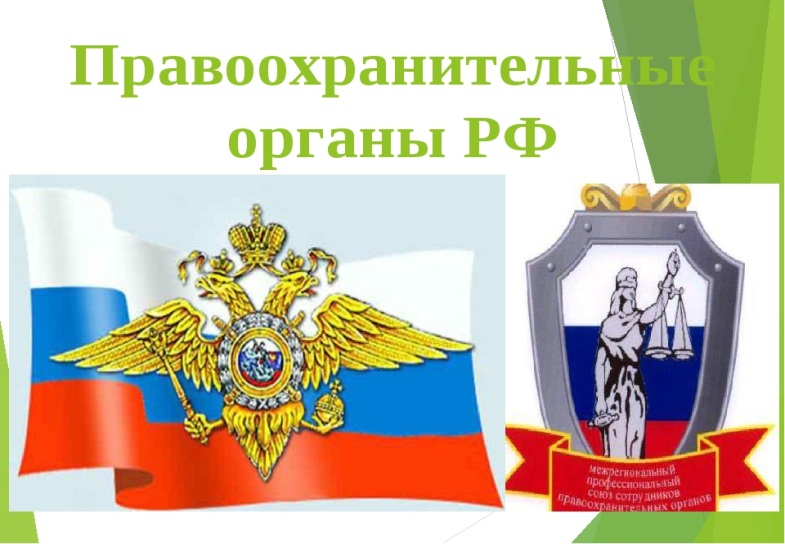 Правоохранительные
органы РФ
межрегиональный
профессиональный
союз сотрудников
правоохранительных органов